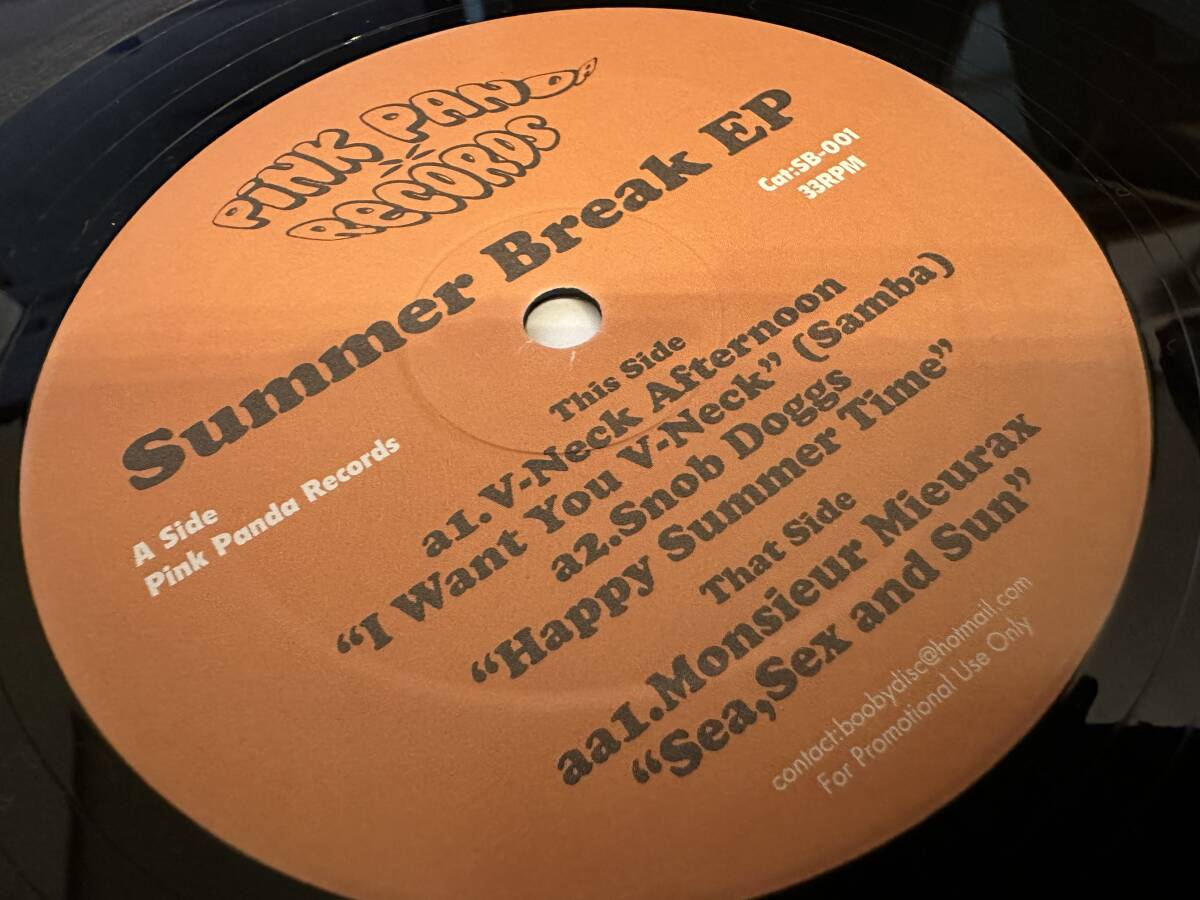 PiNK PANDA
RECORDS
Summer Break EP
Cat:SB-001
33RPM
A Side
Pink Panda Records
This Side
a1.V-Neck Afternoon
“I Want You V-Neck” (Samba)
a2.Snob Doggs
“Happy Summer Time”
That Side
aa1.Monsieur Mieurax
“Sea,Sex and Sun”
contact:boobydisc@hotmail.com
For Promotional Use Only